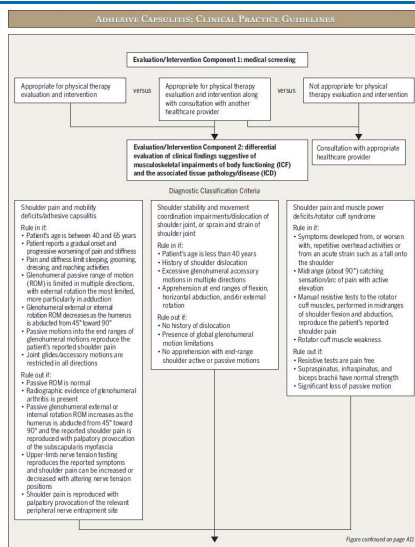 ADHESIVE CAPSULITIS: CLINICAL PRACTICE GUIDELINES
Evaluation/Intervention Component 1: medical screening
Appropriate for physical therapy
evaluation and intervention
versus
Appropriate for physical therapy
evaluation and intervention along
with consultation with another
healthcare provider
versus
Not appropriate for physical
therapy evaluation and intervention
Evaluation/Intervention Component 2: differential
evaluation of clinical findings suggestive of
musculoskeletal impairments of body functioning (ICF)
and the associated tissue pathology/disease (ICD)
Consultation with appropriate
healthcare provider
Diagnostic Classification Criteria
Shoulder pain and mobility
deficits/adhesive capsulitis
Rule in if:
• Patient's age is between 40 and 65 years
• Patient reports a gradual onset and
progressive worsening of pain and stiffness
• Pain and stiffness limit sleeping, grooming,
dressing, and reaching activities
• Glenohumeral passive range of motion
(ROM) is limited in multiple directions,
with external rotation the most limited,
more particularly in adduction
• Glenohumeral external or internal
rotation ROM decreases as the humerus
is abducted from 45° toward 90°
• Passive motions into the end ranges of
glenohumeral motions reproduce the
patient's reported shoulder pain
• Joint glides/accessory motions are
restricted in all directions
Rule out if:
• Passive ROM is normal
• Radiographic evidence of glenohumeral
arthritis is present
• Passive glenohumeral external or
internal rotation ROM increases as the
humerus is abducted from 45° toward
90° and the reported shoulder pain is
reproduced with palpatory provocation
of the subscapularis myofascia
• Upper-limb nerve tension testing
reproduces the reported symptoms
and shoulder pain can be increased or
decreased with altering nerve tension
positions
• Shoulder pain is reproduced with
palpatory provocation of the relevant
peripheral nerve entrapment site
Shoulder stability and movement
coordination impairments/dislocation of
shoulder joint, or sprain and strain of
shoulder joint
Rule in if:
• Patient's age is less than 40 years
• History of shoulder dislocation
• Excessive glenohumeral accessory
motions in multiple directions
• Apprehension at end ranges of flexion,
horizontal abduction, and/or external
rotation
Rule out if:
• No history of dislocation
• Presence of global glenohumeral
motion limitations
• No apprehension with end-range
shoulder active or passive motions
Shoulder pain and muscle power
deficits/rotator cuff syndrome
Rule in if:
• Symptoms developed from, or worsen
with, repetitive overhead activities or
from an acute strain such as a fall onto
the shoulder
• Midrange (about 90°) catching
sensation/arc of pain with active
elevation
• Manual resistive tests to the rotator
cuff muscles, performed in midranges
of shoulder flexion and abduction,
reproduce the patient's reported
shoulder pain
• Rotator cuff muscle weakness
Rule out if:
• Resistive tests are pain free
• Supraspinatus, infraspinatus, and
biceps brachii have normal strength
• Significant loss of passive motion
Figure continued on page A11